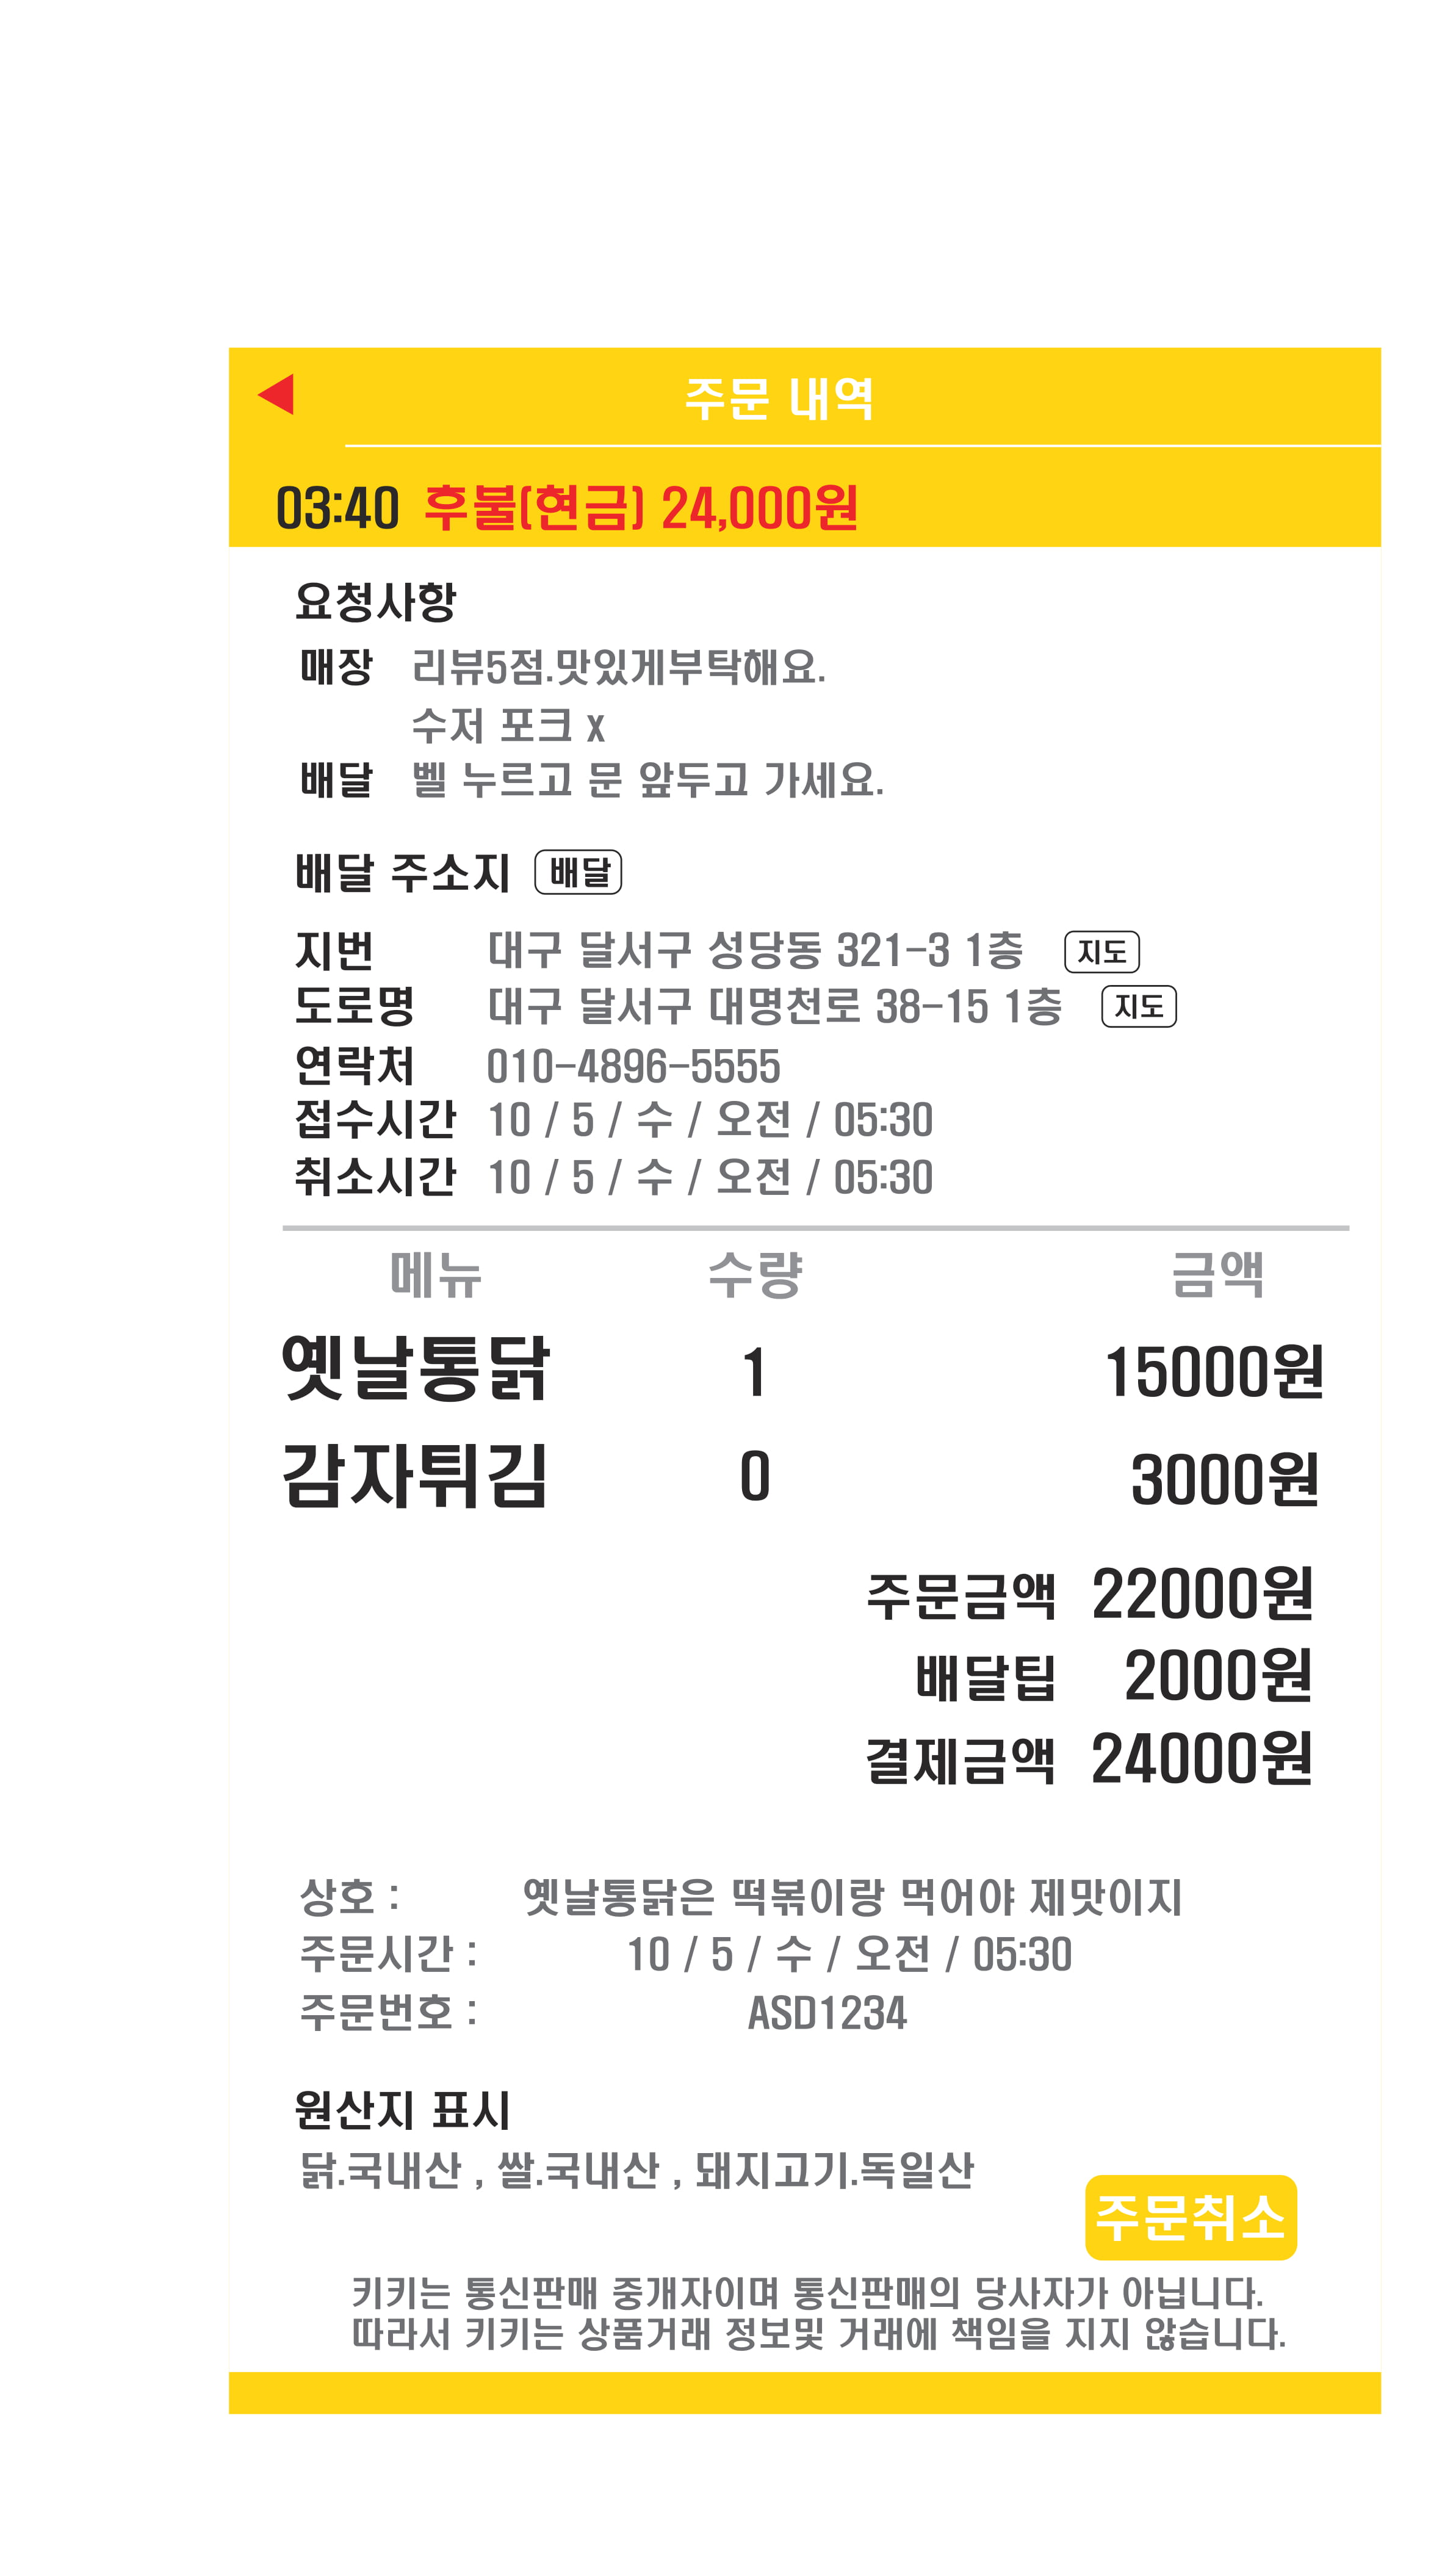 주문 내역
03:40 후불(현금) 24,000원
요청사항
매장 리뷰5점.맛있게부탁해요.
수저 포크 x
배달 벨 누르고 문 앞두고 가세요.
배달 주소지 배달
지번 대구 달서구 성당동 321-3 1층 지도
도로명 대구 달서구 대명천로 38-15 1층 지도
연락처 010-4896-5555
접수시간 10 / 5 / 수 / 오전 / 05:30
취소시간 10 / 5 / 수 / 오전 / 05:30
메뉴 수량 금액
옛날통닭 1 15000원
감자튀김 0 3000원
주문금액 22000원
배달팁 2000원
결제금액 24000원
상호 : 옛날통닭은 떡볶이랑 먹어야 제맛이지
주문시간 : 10 / 5 / 수 / 오전 / 05:30
주문번호 : ASD1234
원산지 표시
닭.국내산 , 쌀.국내산 , 돼지고기.독일산
주문취소
키키는 통신판매 중개자이며 통신판매의 당사자가 아닙니다.
따라서 키키는 상품거래 정보및 거래에 책임을 지지 않습니다.